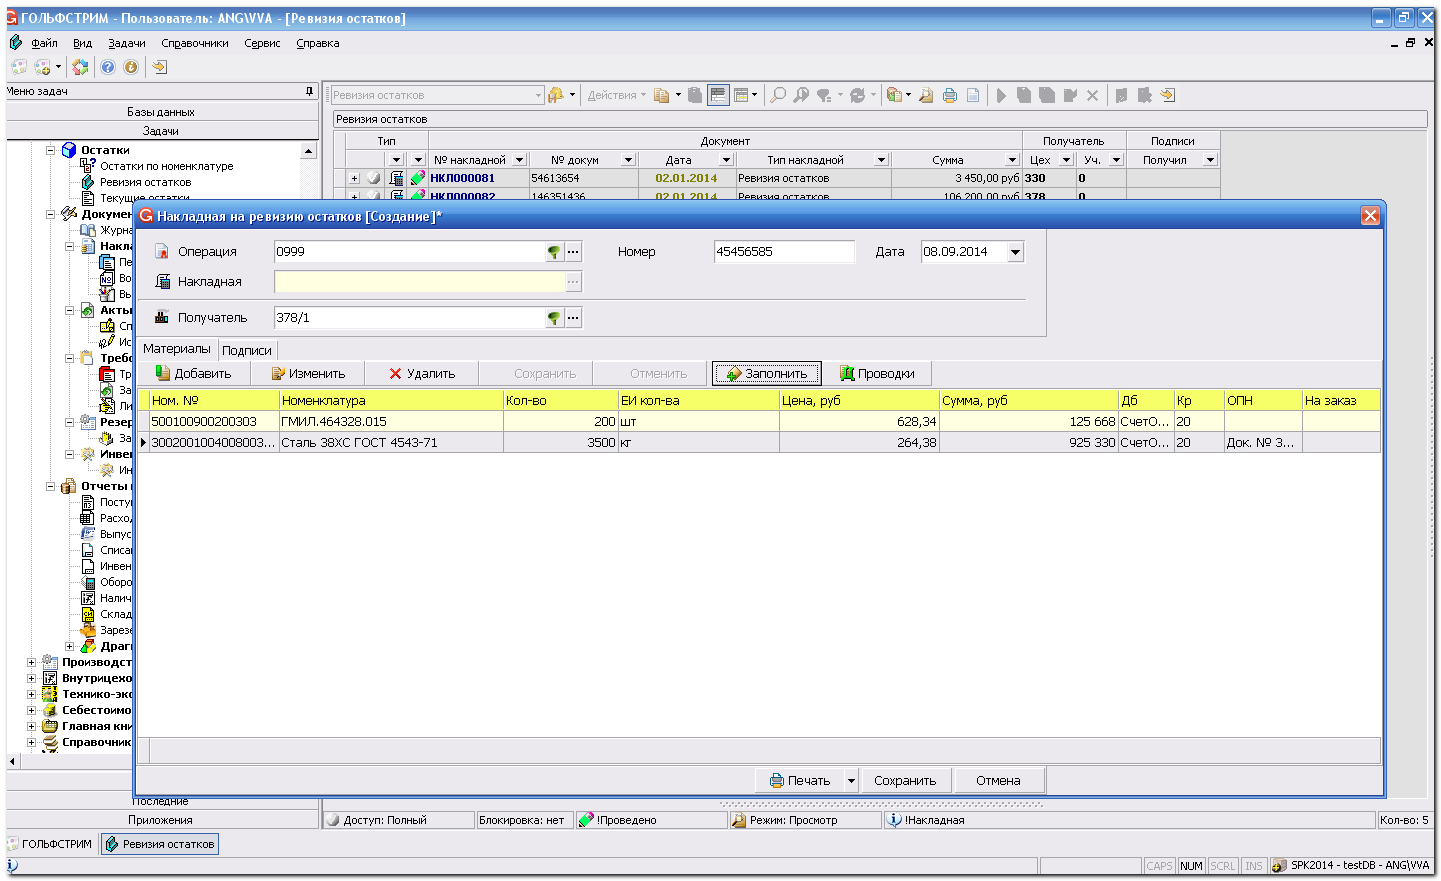 ГОЛЬФСТРИМ - Пользователь: ANG\VVA - [Ревизия остатков]
Файл Вид Задачи Справочники Сервис Справка
Меню задач
Базы данных
Задачи
Остатки
Остатки по номенклатуре
Ревизия остатков
Текущие остатки
Докумен
Журна
Накла
Пе
Во
Вы
Акты
Сп
Ис
Требо
Тр
За
Ли
Резер
За
Инвен
Ин
Отчеты
Посту
Расход
Выпус
Списа
Инвен
Оборо
Налич
Склад
Зарезе
Драг
Производст
Внутрицехо
Технико-экс
Себестоимо
Главная кни
Справочник
Последние
Приложения
Ревизия остатков Действия
Ревизия остатков
Тип Документ Получатель Подписи
№ накладной № докум Дата Тип накладной Сумма Цех Уч. Получил
НКЛ000081 54613654 02.01.2014 Ревизия остатков 3 450,00 руб 330 0
НКЛ000082 146351436 02.01.2014 Ревизия остатков 106 200,00 руб 378 0
Накладная на ревизию остатков [Создание]*
Операция 0999 Номер 45456585 Дата 08.09.2014
Накладная
Получатель 378/1
Материалы Подписи
Добавить Изменить Удалить Сохранить Отменить Заполнить Проводки
Ном. № Номенклатура Кол-во ЕИ кол-ва Цена, руб Сумма, руб Дб Кр ОПН На заказ
500100900200303 ГМИЛ.464328.015 200 шт 628,34 125 668 СчетО... 20
3002001004008003... Сталь 38ХС ГОСТ 4543-71 3500 кг 264,38 925 330 СчетО... 20 Док. № 3...
Печать Сохранить Отмена
Доступ: Полный Блокировка: нет !Проведено Режим: Просмотр !Накладная Кол-во: 5
ГОЛЬФСТРИМ Ревизия остатков
CAPS NUM SCRL INS SPK2014 - testDB - ANG\VVA